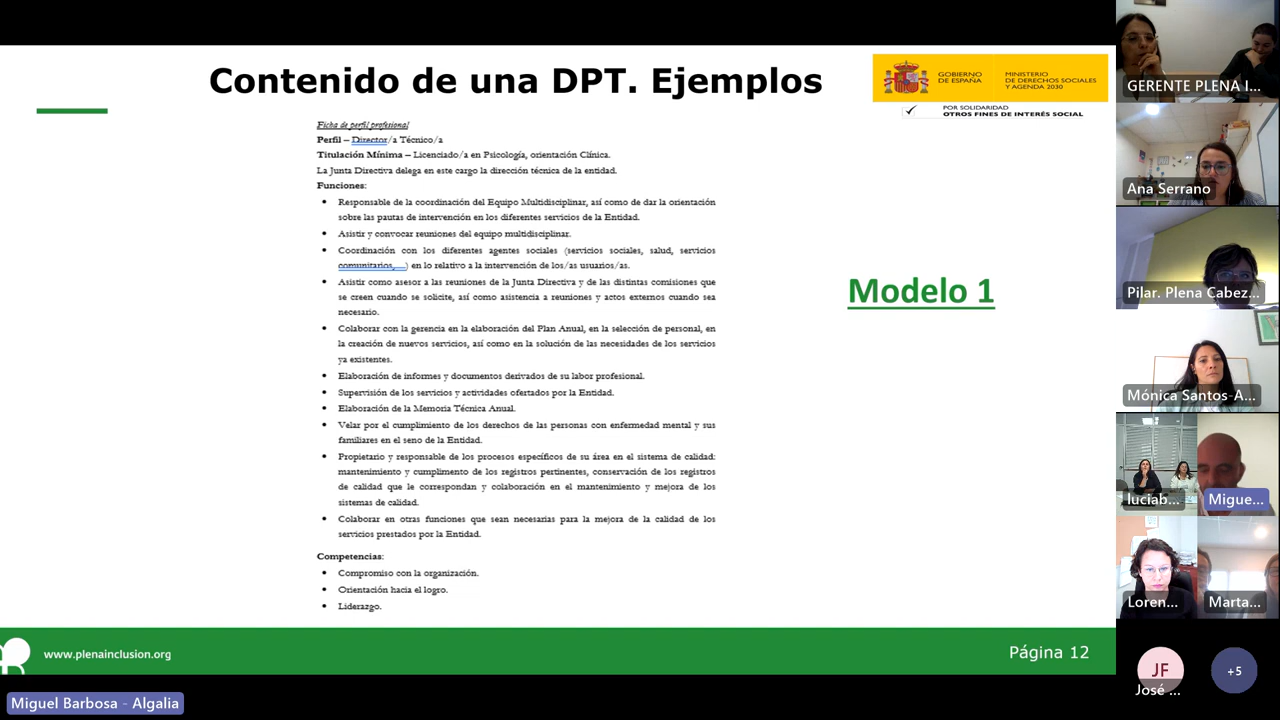 Contenido de una DPT. Ejemplos
GOBIERNO
DE ESPAÑA
MINISTERIO
DE DERECHOS SOCIALES
Y AGENDA 2030
POR SOLIDARIDAD
OTROS FINES DE INTERÉS SOCIAL
Ficha de perfil profesional
Perfil – Director/a Técnico/a
Titulación Mínima – Licenciado/a en Psicología, orientación Clínica.
La Junta Directiva delega en este cargo la dirección técnica de la entidad.
Funciones:
• Responsable de la coordinación del Equipo Multidisciplinar, así como de dar la orientación
sobre las pautas de intervención en los diferentes servicios de la Entidad.
• Asistir y convocar reuniones del equipo multidisciplinar.
• Coordinación con los diferentes agentes sociales (servicios sociales, salud, servicios
comunitarios,...) en lo relativo a la intervención de los/as usuarios/as.
• Asistir como asesor a las reuniones de la Junta Directiva y de las distintas comisiones que
se creen cuando se solicite, así como asistencia a reuniones y actos externos cuando sea
necesario.
• Colaborar con la gerencia en la elaboración del Plan Anual, en la selección de personal, en
la creación de nuevos servicios, así como en la solución de las necesidades de los servicios
ya existentes.
• Elaboración de informes y documentos derivados de su labor profesional.
• Supervisión de los servicios y actividades ofertados por la Entidad.
• Elaboración de la Memoria Técnica Anual.
• Velar por el cumplimiento de los derechos de las personas con enfermedad mental y sus
familiares en el seno de la Entidad.
• Propietario y responsable de los procesos específicos de su área en el sistema de calidad:
mantenimiento y cumplimento de los registros pertinentes, conservación de los registros
de calidad que le correspondan y colaboración en el mantenimiento y mejora de los
sistemas de calidad.
• Colaborar en otras funciones que sean necesarias para la mejora de la calidad de los
servicios prestados por la Entidad.
Competencias:
• Compromiso con la organización.
• Orientación hacia el logro.
• Liderazgo.
Modelo 1
www.plenainclusion.org
Página 12
Miguel Barbosa - Algalia
GERENTE PLENA I...
Ana Serrano
Pilar. Plena Cabez...
Mónica Santos-A...
luciab...
Migue...
Loren...
Marta...
JF
José ...
+5